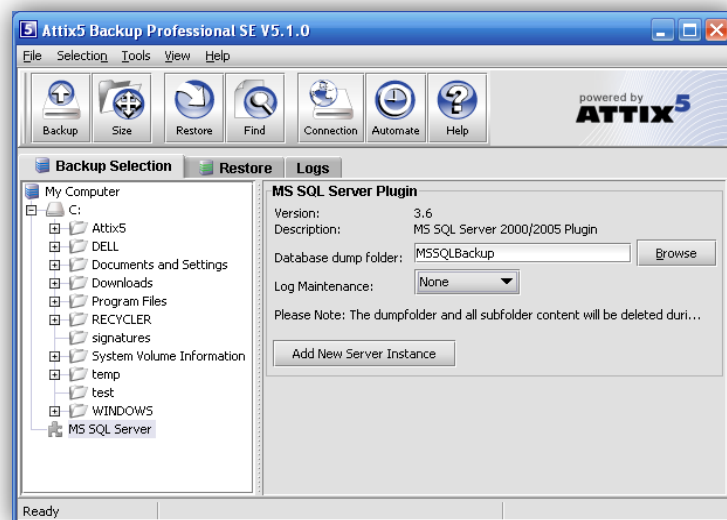 5 Attix5 Backup Professional SE V5.1.0
File Selection Tools View Help
Backup Size Restore Find Connection Automate Help
powered by
ATTIX5
Backup Selection Restore Logs
My Computer
C:
Attix5
DELL
Documents and Settings
Downloads
Program Files
RECYCLER
signatures
System Volume Information
temp
test
WINDOWS
MS SQL Server
MS SQL Server Plugin
Version: 3.6
Description: MS SQL Server 2000/2005 Plugin
Database dump folder: MSSQLBackup Browse
Log Maintenance: None
Please Note: The dumpfolder and all subfolder content will be deleted duri...
Add New Server Instance
Ready